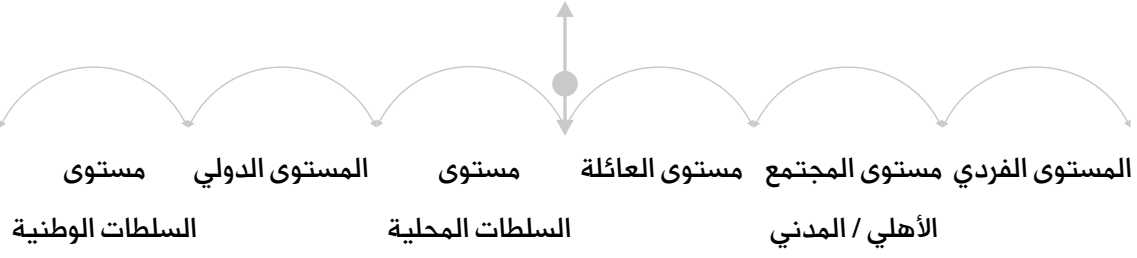 المستوى الفردي
مستوى المجتمع
الأهلي / المدني
مستوى العائلة
مستوى
السلطات المحلية
المستوى الدولي
مستوى
السلطات الوطنية